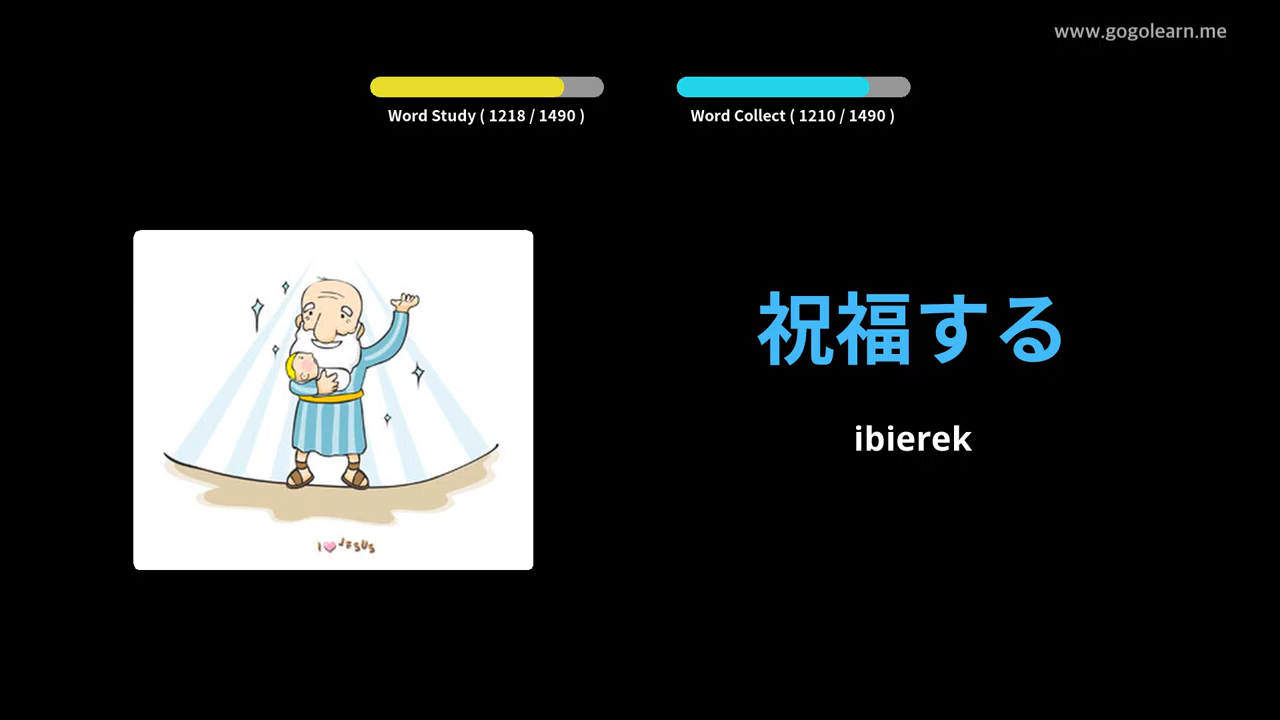 www.gogolearn.me
Word Study ( 1218 / 1490 )
Word Collect ( 1210 / 1490 )
祝福する
ibierek
I JESUS